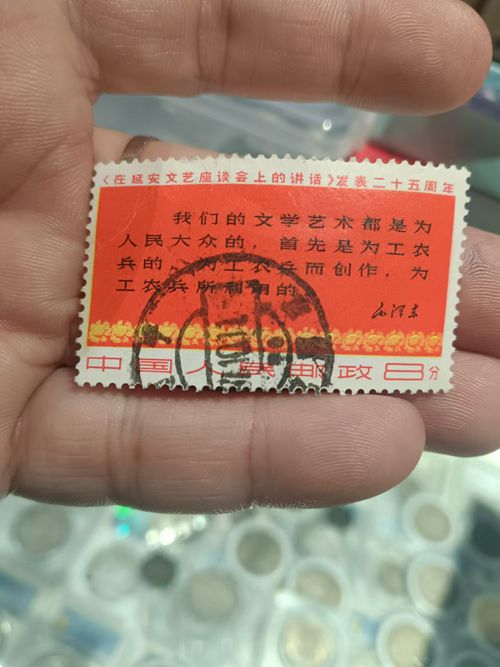 《在延安文艺座谈会上的讲话》发表二十五周年
我们的文学艺术都是为
人民大众的，首先是为工农
兵的，为工农兵而创作，为
工农兵所利用的。
毛泽东
中国人民邮政8分